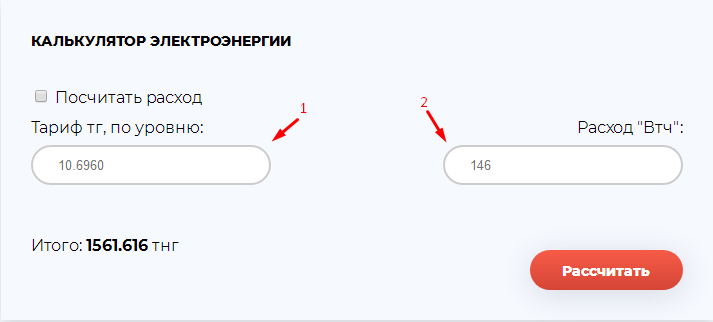 КАЛЬКУЛЯТОР ЭЛЕКТРОЭНЕРГИИ
Посчитать расход
1
2
Тариф тг, по уровню:
Расход "Втч":
10.6960
146
Итого: 1561.616 тнг
Рассчитать